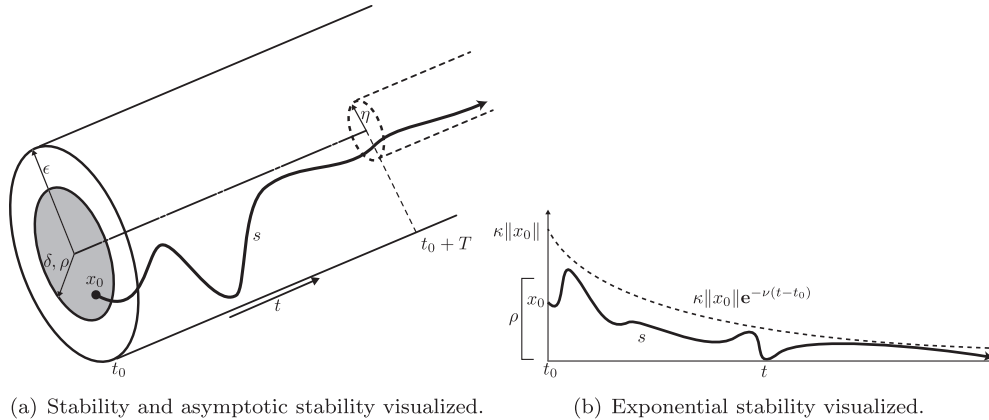 ϵ
η
δ, ρ
x₀
s
t₀ + T
t
t₀
κ‖x₀‖
κ‖x₀‖e^{−ν(t−t₀)}
x₀
ρ
s
t₀
t
(a) Stability and asymptotic stability visualized.
(b) Exponential stability visualized.